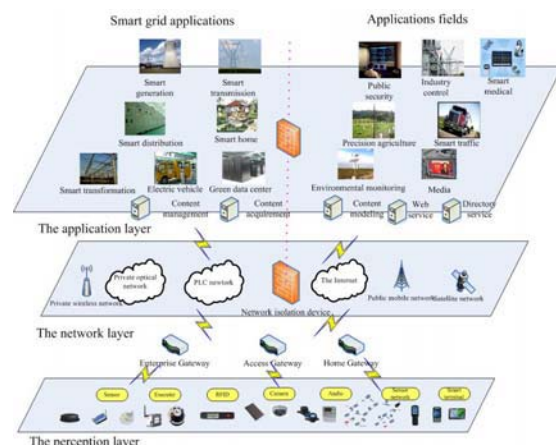 Smart grid applications
Applications fields
Smart
generation
Smart
transmission
Public
security
Industry
control
Smart
medical
Smart distribution
Smart home
Precision agriculture
Smart traffic
Smart transformation
Electric vehicle
Green data center
Environmental monitoring
Media
Content
management
Content
acquirement
Content
modeling
Web
service
Directory
service
The application layer
Private wireless network
Private optical
network
PLC newtork
Network isolation device
The Internet
Public mobile network
Satellite network
The network layer
Enterprise Gateway
Access Gateway
Home Gateway
Sensor
Encoder
RFID
Camera
Audio
Sensor
network
Smart
terminal
The perception layer